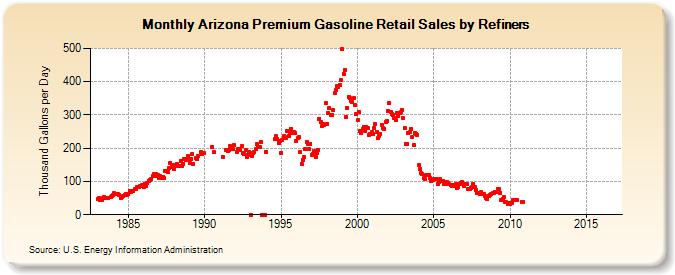 Monthly Arizona Premium Gasoline Retail Sales by Refiners
Thousand Gallons per Day
500
400
300
200
100
0
1985 1990 1995 2000 2005 2010 2015
Source: U.S. Energy Information Administration